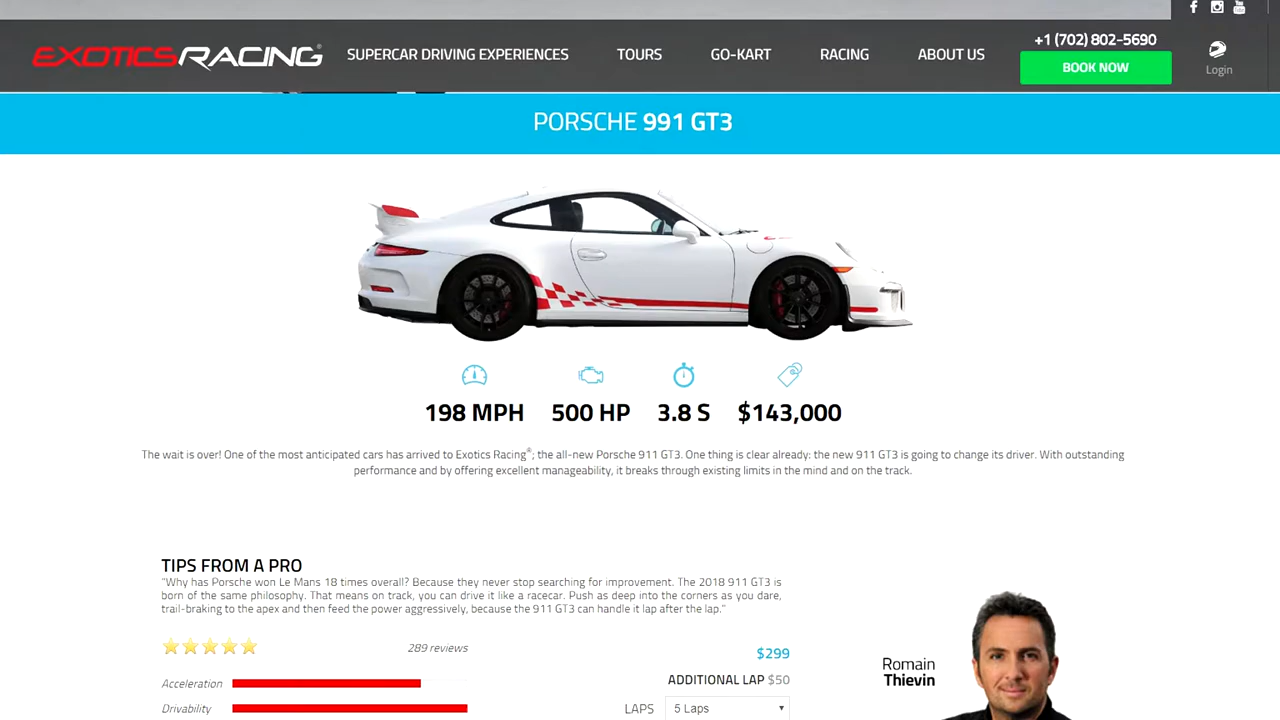 EXOTICS RACING®
SUPERCAR DRIVING EXPERIENCES
TOURS
GO-KART
RACING
ABOUT US
+1 (702) 802-5690
BOOK NOW
Login
PORSCHE 991 GT3
198 MPH 500 HP 3.8 S $143,000
The wait is over! One of the most anticipated cars has arrived to Exotics Racing®; the all-new Porsche 911 GT3. One thing is clear already: the new 911 GT3 is going to change its driver. With outstanding
performance and by offering excellent manageability, it breaks through existing limits in the mind and on the track.
TIPS FROM A PRO
"Why has Porsche won Le Mans 18 times overall? Because they never stop searching for improvement. The 2018 911 GT3 is
born of the same philosophy. That means on track, you can drive it like a racecar. Push as deep into the corners as you dare,
trail-braking to the apex and then feed the power aggressively, because the 911 GT3 can handle it lap after the lap."
289 reviews
Acceleration
Drivability
$299
ADDITIONAL LAP $50
LAPS 5 Laps
Romain
Thievin